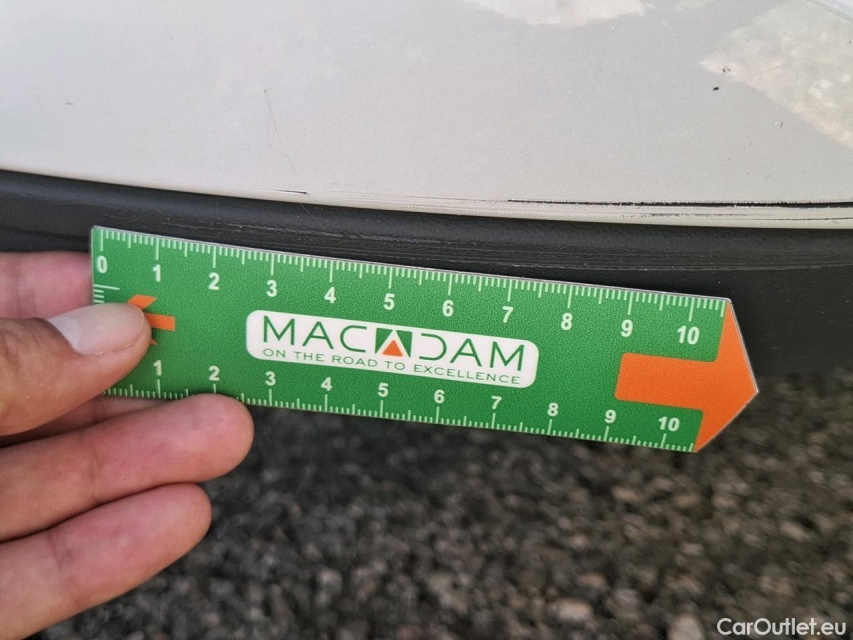 0 1 2 3 4 5 6 7 8 9 10
MACADAM
ON THE ROAD TO EXCELLENCE
1 2 3 4 5 6 7 8 9 10
CarOutlet.eu